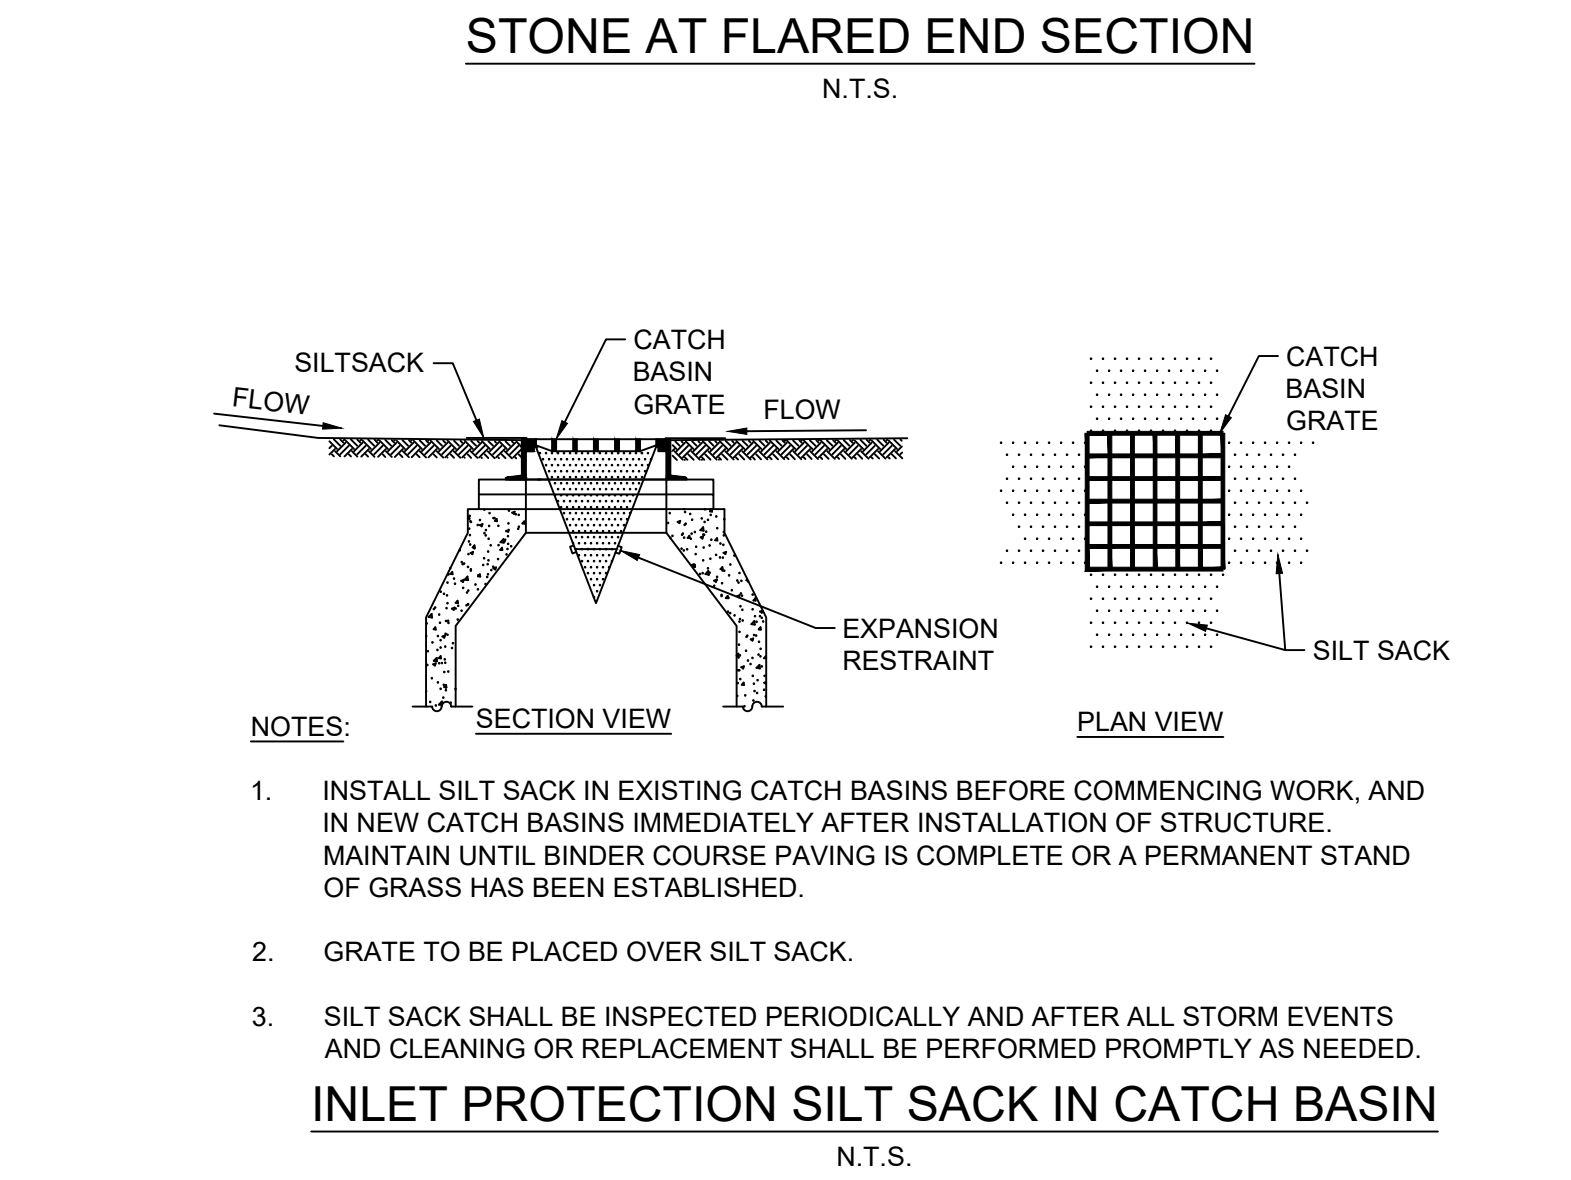 STONE AT FLARED END SECTION
N.T.S.
CATCH
BASIN
GRATE
SILTSACK
FLOW
FLOW
CATCH
BASIN
GRATE
EXPANSION
RESTRAINT
SILT SACK
SECTION VIEW
PLAN VIEW
NOTES:
1. INSTALL SILT SACK IN EXISTING CATCH BASINS BEFORE COMMENCING WORK, AND
IN NEW CATCH BASINS IMMEDIATELY AFTER INSTALLATION OF STRUCTURE.
MAINTAIN UNTIL BINDER COURSE PAVING IS COMPLETE OR A PERMANENT STAND
OF GRASS HAS BEEN ESTABLISHED.
2. GRATE TO BE PLACED OVER SILT SACK.
3. SILT SACK SHALL BE INSPECTED PERIODICALLY AND AFTER ALL STORM EVENTS
AND CLEANING OR REPLACEMENT SHALL BE PERFORMED PROMPTLY AS NEEDED.
INLET PROTECTION SILT SACK IN CATCH BASIN
N.T.S.